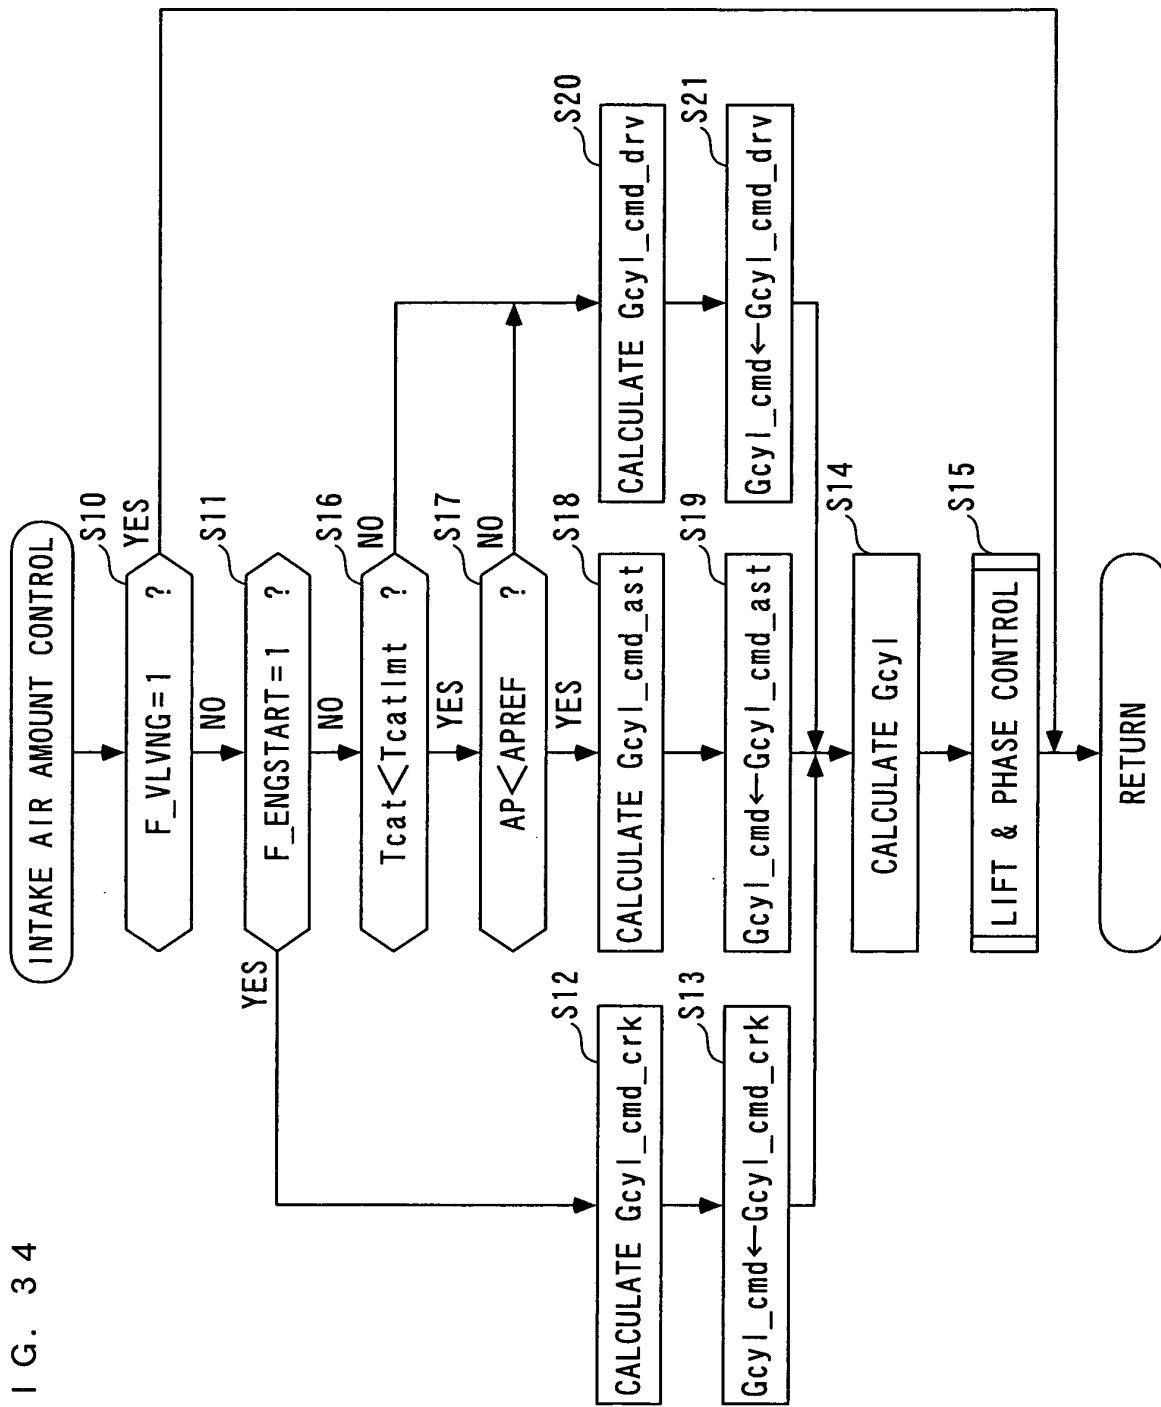 I G. 3 4
INTAKE AIR AMOUNT CONTROL
S10
F_VLVNG=1 ?
YES
NO
S11
F_ENGSTART=1 ?
YES
NO
S16
Tcat<Tcatlmt ?
NO
YES
S17
AP<APREF ?
NO
YES
S12
CALCULATE Gcyl_cmd_crk
S18
CALCULATE Gcyl_cmd_ast
S20
CALCULATE Gcyl_cmd_drv
S13
Gcyl_cmd←Gcyl_cmd_crk
S19
Gcyl_cmd←Gcyl_cmd_ast
S21
Gcyl_cmd←Gcyl_cmd_drv
S14
CALCULATE Gcyl
S15
LIFT & PHASE CONTROL
RETURN